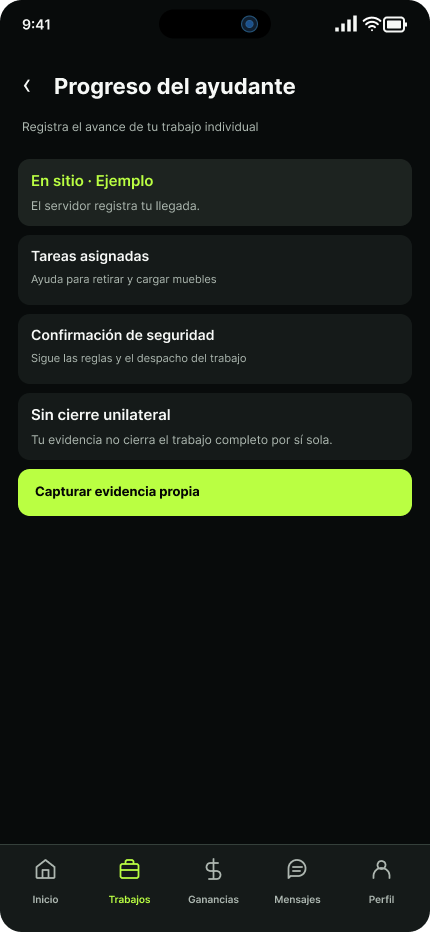 9:41
Progreso del ayudante
Registra el avance de tu trabajo individual
En sitio · Ejemplo
El servidor registra tu llegada.
Tareas asignadas
Ayuda para retirar y cargar muebles
Confirmación de seguridad
Sigue las reglas y el despacho del trabajo
Sin cierre unilateral
Tu evidencia no cierra el trabajo completo por sí sola.
Capturar evidencia propia
Inicio
Trabajos
Ganancias
Mensajes
Perfil